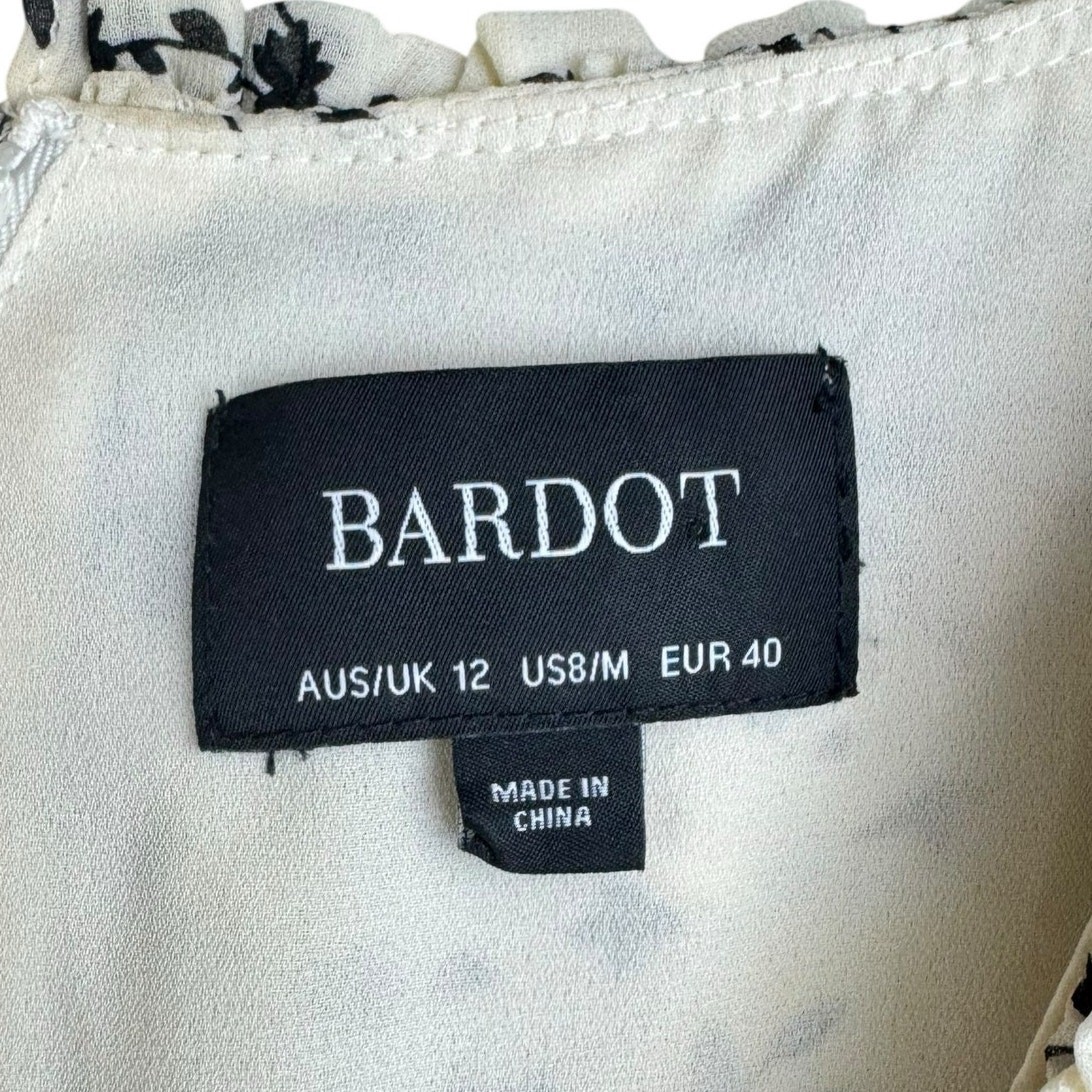 BARDOT
AUS/UK 12 US8/M EUR 40
MADE IN
CHINA